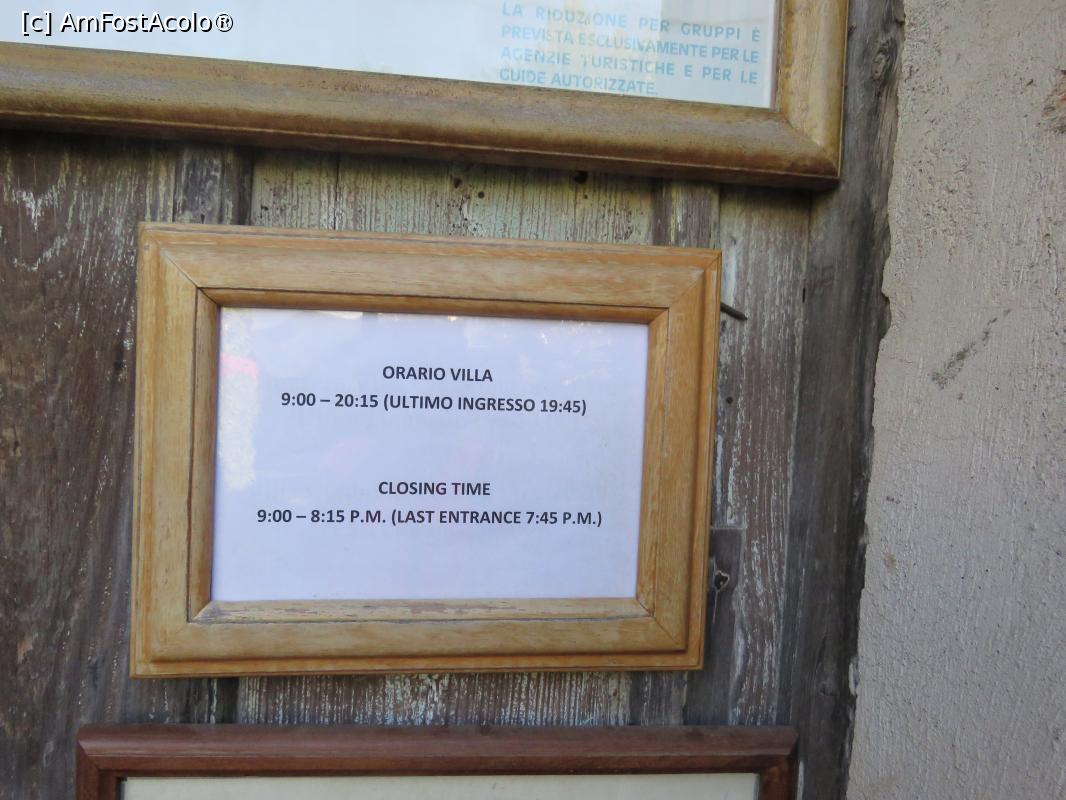 [c] AmFostAcolo®
LA RIDUZIONE PER GRUPPI È
PREVISTA ESCLUSIVAMENTE PER LE
AGENZIE TURISTICHE E PER LE
GUIDE AUTORIZZATE.
ORARIO VILLA
9:00 – 20:15 (ULTIMO INGRESSO 19:45)
CLOSING TIME
9:00 – 8:15 P.M. (LAST ENTRANCE 7:45 P.M.)